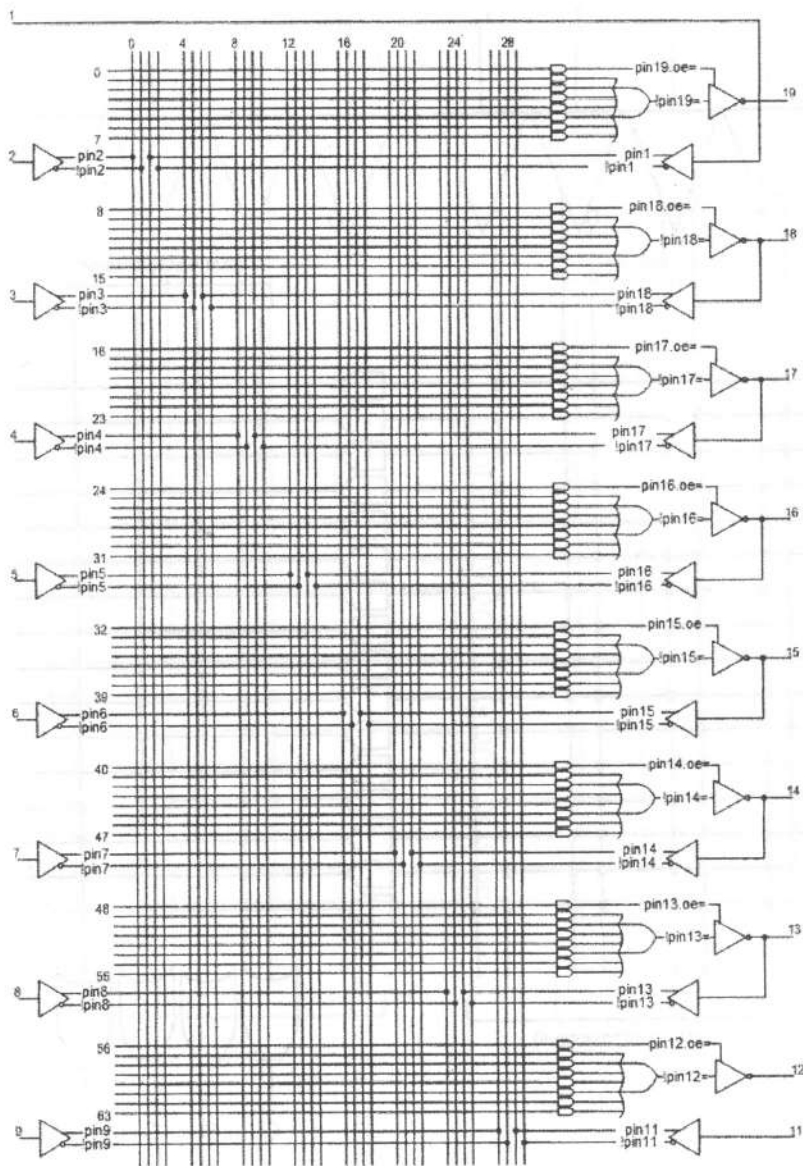 1
0 4 8 12 16 20 24 28
0 pin19.oe=
!pin19= 19
7
2 pin2 pin1
!pin2 !pin1
8 pin18.oe=
!pin18= 18
15
3 pin3 pin18
!pin3 !pin18
16 pin17.oe=
!pin17= 17
23
4 pin4 pin17
!pin4 !pin17
24 pin16.oe=
!pin16= 16
31
5 pin5 pin16
!pin5 !pin16
32 pin15.oe
!pin15= 15
39
6 pin6 pin15
!pin6 !pin15
40 pin14.oe=
!pin14= 14
47
7 pin7 pin14
!pin7 !pin14
48 pin13.oe=
!pin13= 13
55
8 pin8 pin13
!pin8 !pin13
56 pin12.oe=
!pin12= 12
63
pin9 pin11 11
!pin9 !pin11